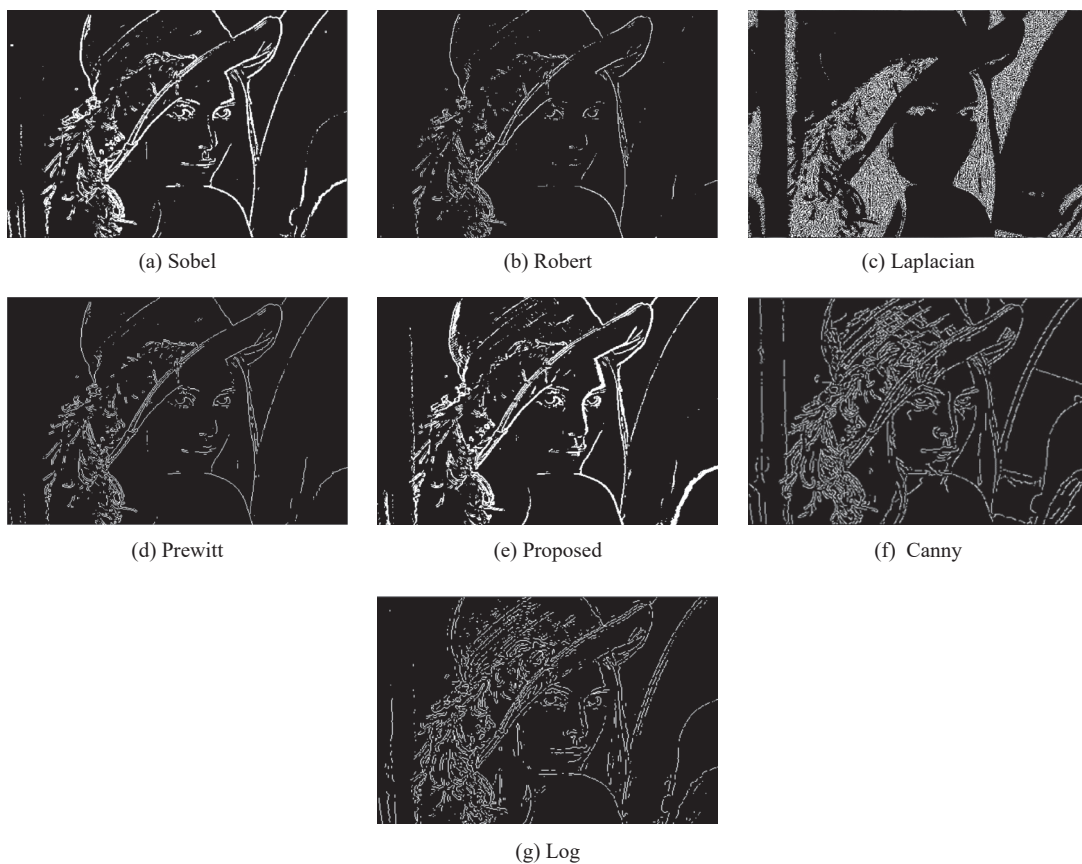 (a) Sobel
(b) Robert
(c) Laplacian
(d) Prewitt
(e) Proposed
(f) Canny
(g) Log